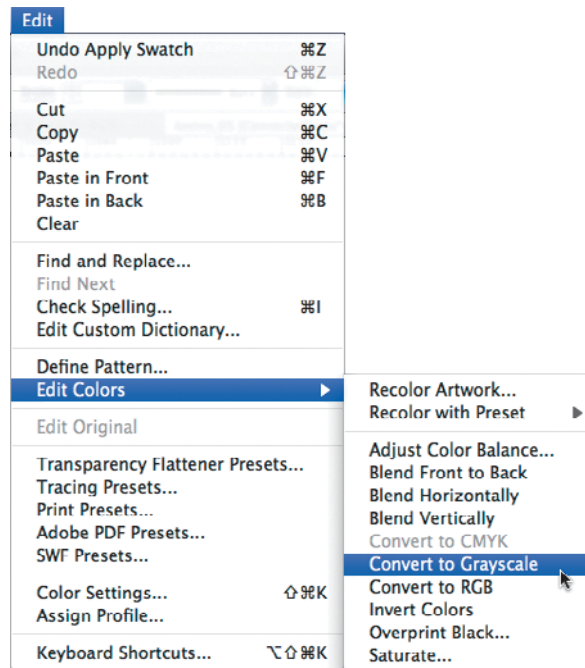 Edit
Undo Apply Swatch ⌘Z
Redo ⇧⌘Z
Cut ⌘X
Copy ⌘C
Paste ⌘V
Paste in Front ⌘F
Paste in Back ⌘B
Clear
Find and Replace...
Find Next
Check Spelling... ⌘I
Edit Custom Dictionary...
Define Pattern...
Edit Colors
Edit Original
Transparency Flattener Presets...
Tracing Presets...
Print Presets...
Adobe PDF Presets...
SWF Presets...
Color Settings... ⇧⌘K
Assign Profile...
Keyboard Shortcuts... ⌥⇧⌘K
Recolor Artwork...
Recolor with Preset
Adjust Color Balance...
Blend Front to Back
Blend Horizontally
Blend Vertically
Convert to CMYK
Convert to Grayscale
Convert to RGB
Invert Colors
Overprint Black...
Saturate...